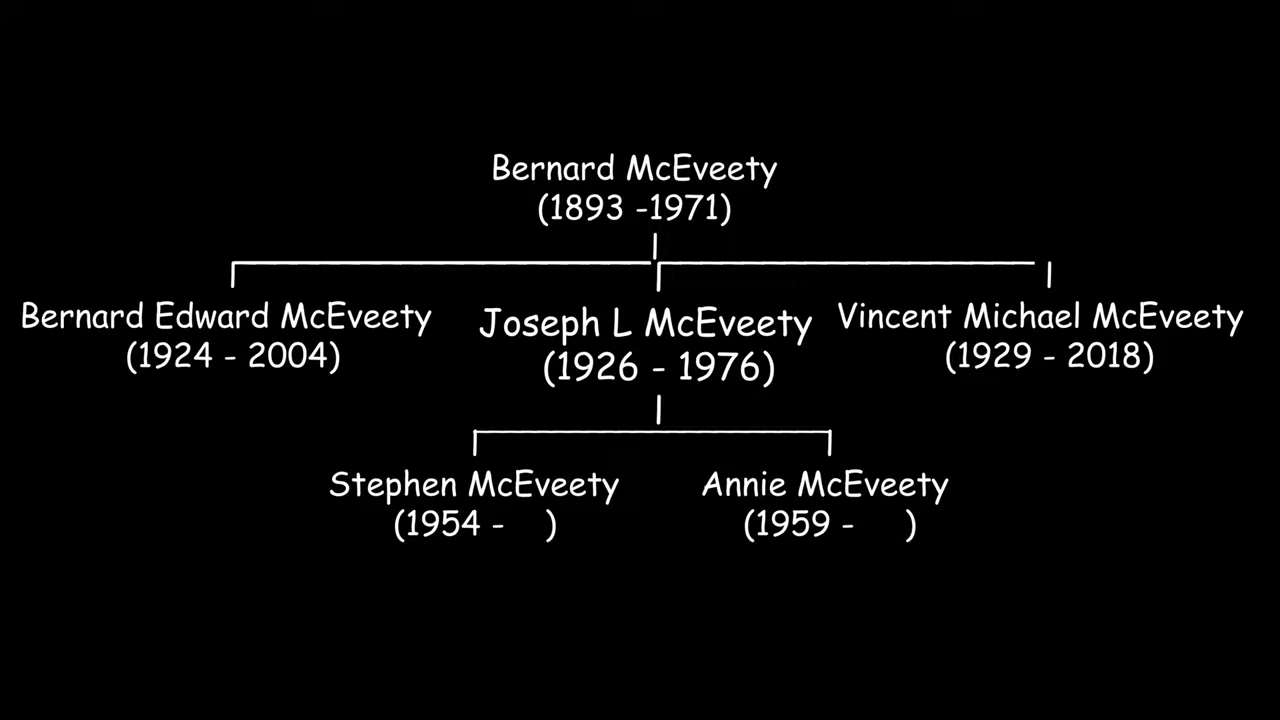 Bernard McEveety
(1893 -1971)
Bernard Edward McEveety
(1924 - 2004)
Joseph L McEveety
(1926 - 1976)
Vincent Michael McEveety
(1929 - 2018)
Stephen McEveety
(1954 -    )
Annie McEveety
(1959 -    )